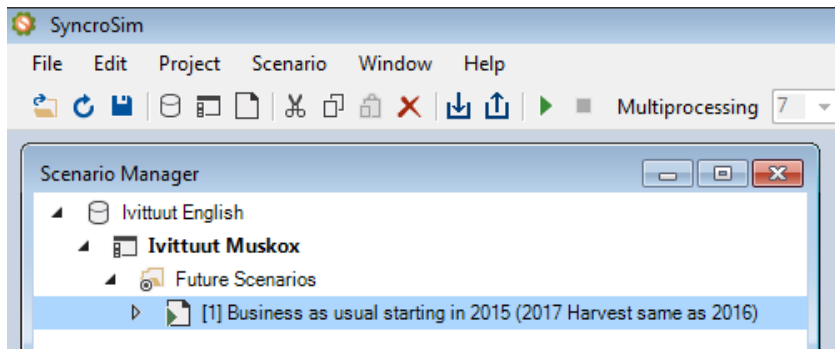 SyncroSim
File Edit Project Scenario Window Help
Multiprocessing 7
Scenario Manager
Ivittuut English
Ivittuut Muskox
Future Scenarios
[1] Business as usual starting in 2015 (2017 Harvest same as 2016)